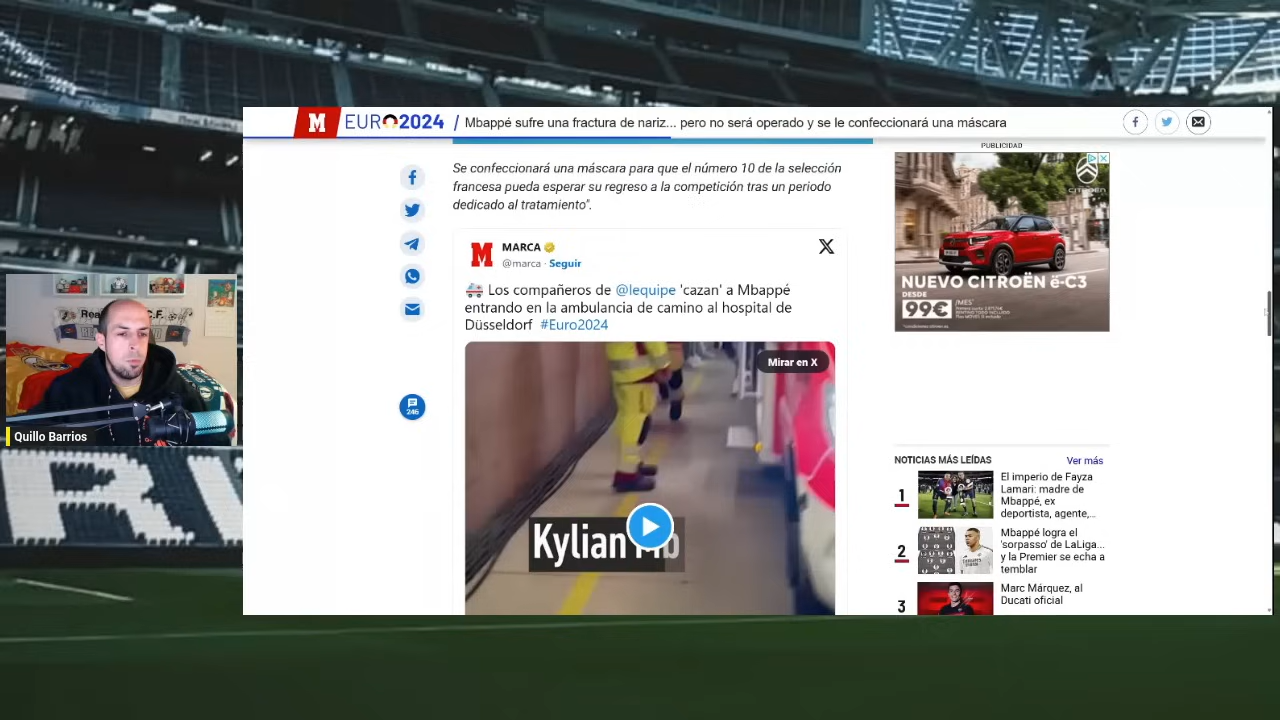 M EURO2024 / Mbappé sufre una fractura de nariz... pero no será operado y se le confeccionará una máscara
PUBLICIDAD
Se confeccionará una máscara para que el número 10 de la selección
francesa pueda esperar su regreso a la competición tras un periodo
dedicado al tratamiento".
MARCA
@marca · Seguir
Los compañeros de @lequipe 'cazan' a Mbappé
entrando en la ambulancia de camino al hospital de
Düsseldorf #Euro2024
Mirar en X
Kylian
246
CITROËN
NUEVO CITROËN ë-C3
DESDE
99€ /MES*
NOTICIAS MÁS LEÍDAS
Ver más
1
El imperio de Fayza
Lamari: madre de
Mbappé, ex
deportista, agente,...
2
Mbappé logra el
'sorpasso' de LaLiga...
y la Premier se echa a
temblar
3
Marc Márquez, al
Ducati oficial
Quillo Barrios